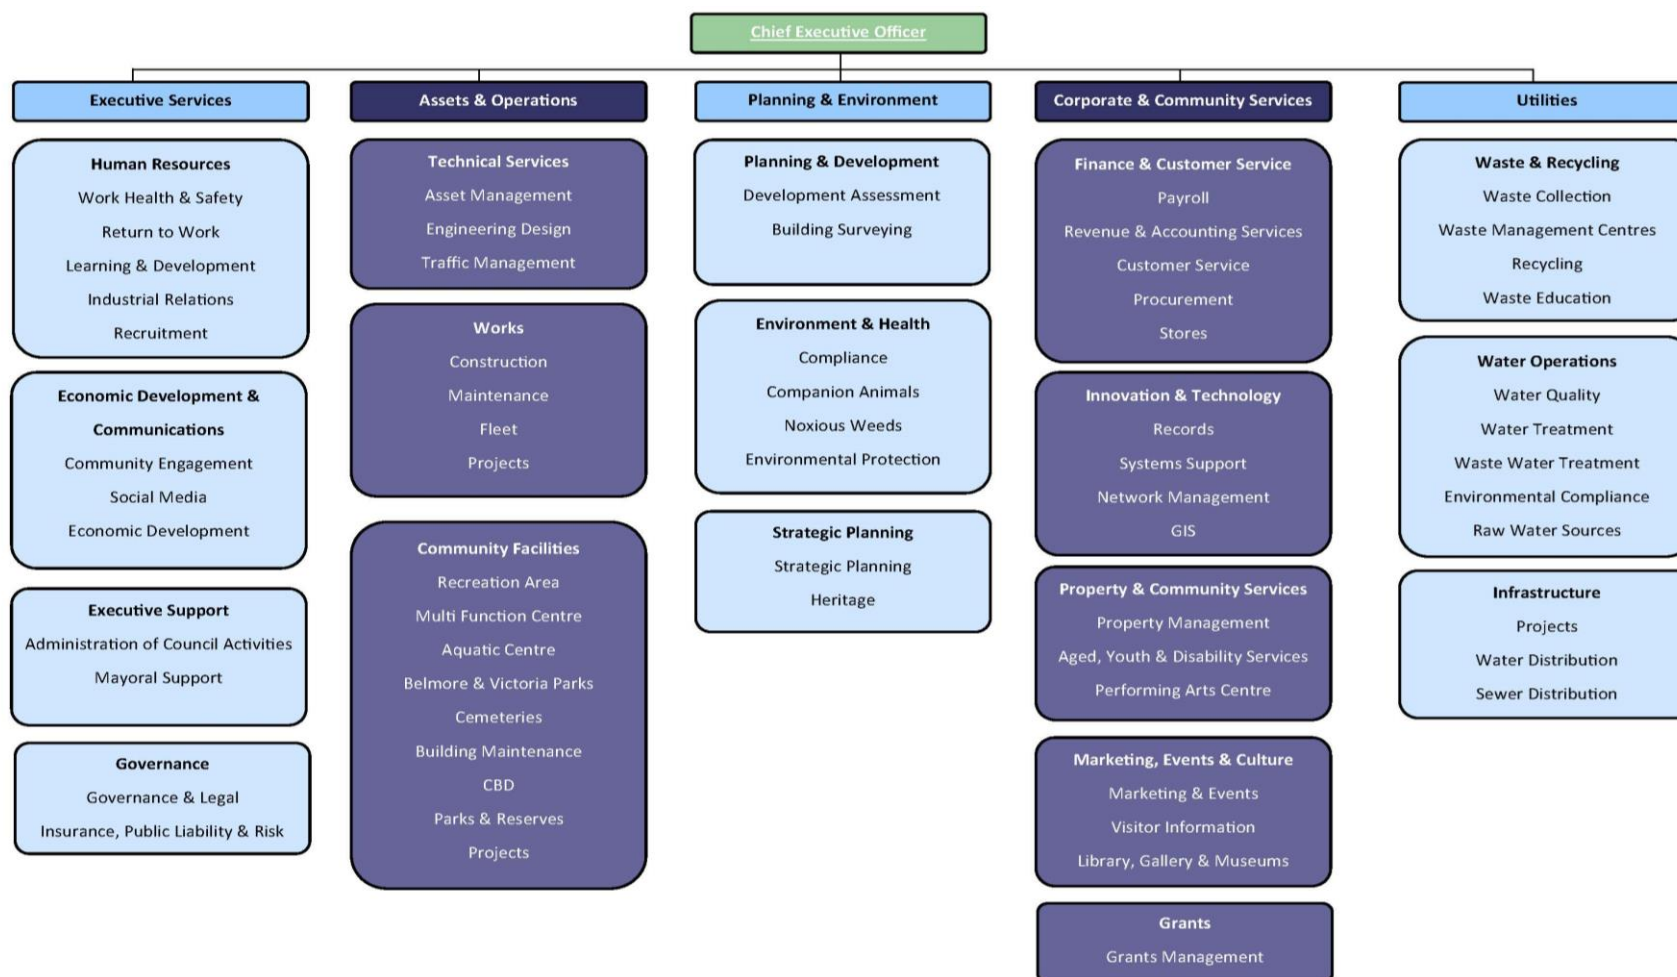 Chief Executive Officer
Executive Services
Human Resources
Work Health & Safety
Return to Work
Learning & Development
Industrial Relations
Recruitment
Economic Development &
Communications
Community Engagement
Social Media
Economic Development
Executive Support
Administration of Council Activities
Mayoral Support
Governance
Governance & Legal
Insurance, Public Liability & Risk
Assets & Operations
Technical Services
Asset Management
Engineering Design
Traffic Management
Works
Construction
Maintenance
Fleet
Projects
Community Facilities
Recreation Area
Multi Function Centre
Aquatic Centre
Belmore & Victoria Parks
Cemeteries
Building Maintenance
CBD
Parks & Reserves
Projects
Planning & Environment
Planning & Development
Development Assessment
Building Surveying
Environment & Health
Compliance
Companion Animals
Noxious Weeds
Environmental Protection
Strategic Planning
Strategic Planning
Heritage
Corporate & Community Services
Finance & Customer Service
Payroll
Revenue & Accounting Services
Customer Service
Procurement
Stores
Innovation & Technology
Records
Systems Support
Network Management
GIS
Property & Community Services
Property Management
Aged, Youth & Disability Services
Performing Arts Centre
Marketing, Events & Culture
Marketing & Events
Visitor Information
Library, Gallery & Museums
Grants
Grants Management
Utilities
Waste & Recycling
Waste Collection
Waste Management Centres
Recycling
Waste Education
Water Operations
Water Quality
Water Treatment
Waste Water Treatment
Environmental Compliance
Raw Water Sources
Infrastructure
Projects
Water Distribution
Sewer Distribution